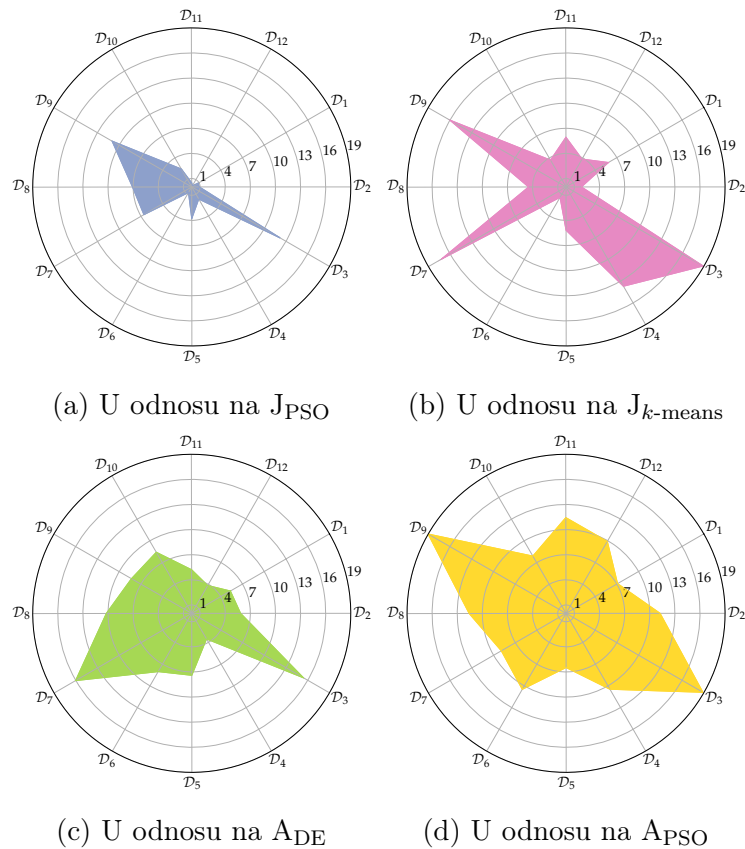 𝒟11
𝒟10 𝒟12
𝒟9 𝒟1
𝒟8 1 4 7 10 13 16 19 𝒟2
𝒟7 𝒟3
𝒟6 𝒟4
𝒟5
(a) U odnosu na J_PSO
𝒟11
𝒟10 𝒟12
𝒟9 𝒟1
𝒟8 1 4 7 10 13 16 19 𝒟2
𝒟7 𝒟3
𝒟6 𝒟4
𝒟5
(b) U odnosu na J_k-means
𝒟11
𝒟10 𝒟12
𝒟9 𝒟1
𝒟8 1 4 7 10 13 16 19 𝒟2
𝒟7 𝒟3
𝒟6 𝒟4
𝒟5
(c) U odnosu na A_DE
𝒟11
𝒟10 𝒟12
𝒟9 𝒟1
𝒟8 1 4 7 10 13 16 19 𝒟2
𝒟7 𝒟3
𝒟6 𝒟4
𝒟5
(d) U odnosu na A_PSO